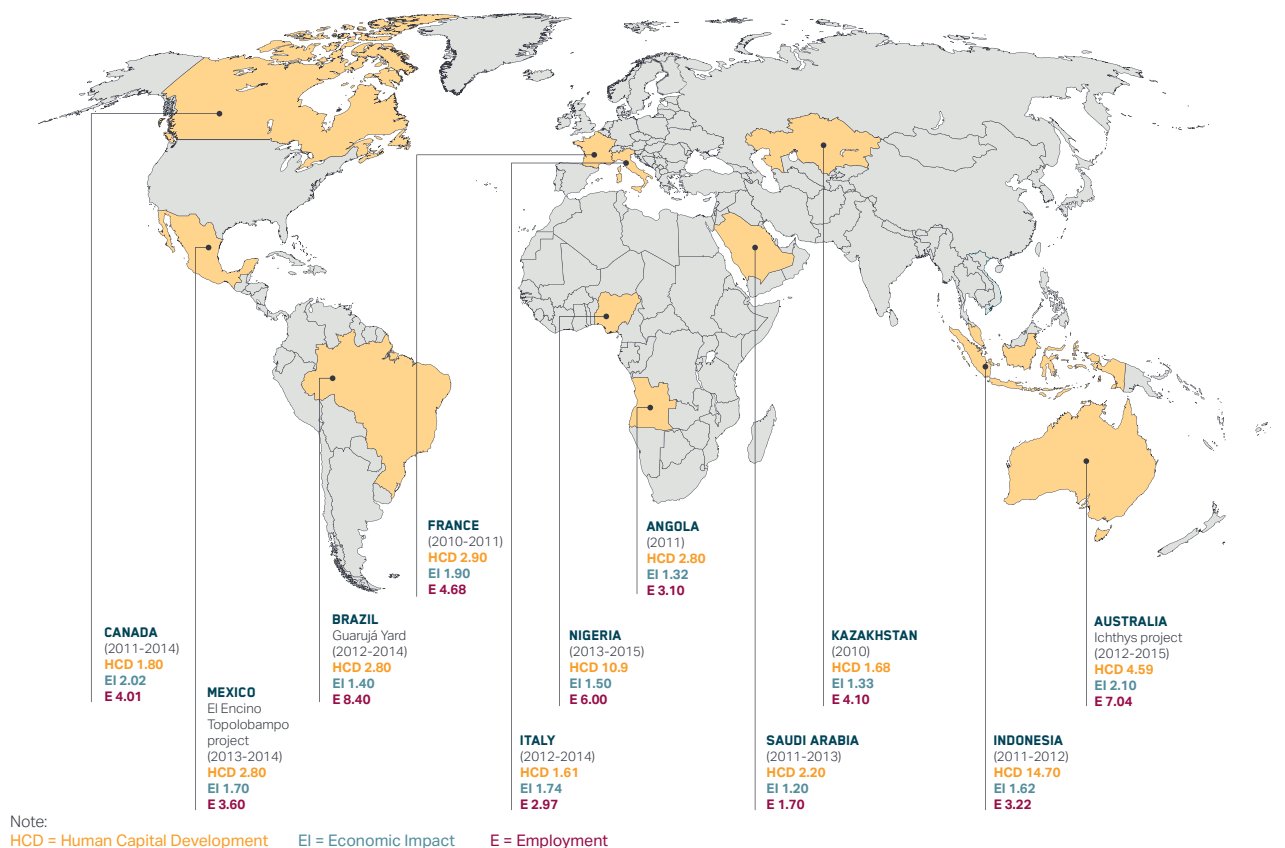 FRANCE
(2010-2011)
HCD 2.90
EI 1.90
E 4.68
ANGOLA
(2011)
HCD 2.80
EI 1.32
E 3.10
CANADA
(2011-2014)
HCD 1.80
EI 2.02
E 4.01
MEXICO
El Encino
Topolobampo
project
(2013-2014)
HCD 2.80
EI 1.70
E 3.60
BRAZIL
Guarujá Yard
(2012-2014)
HCD 2.80
EI 1.40
E 8.40
ITALY
(2012-2014)
HCD 1.61
EI 1.74
E 2.97
NIGERIA
(2013-2015)
HCD 10.9
EI 1.50
E 6.00
SAUDI ARABIA
(2011-2013)
HCD 2.20
EI 1.20
E 1.70
KAZAKHSTAN
(2010)
HCD 1.68
EI 1.33
E 4.10
INDONESIA
(2011-2012)
HCD 14.70
EI 1.62
E 3.22
AUSTRALIA
Ichthys project
(2012-2015)
HCD 4.59
EI 2.10
E 7.04
Note:
HCD = Human Capital Development EI = Economic Impact E = Employment